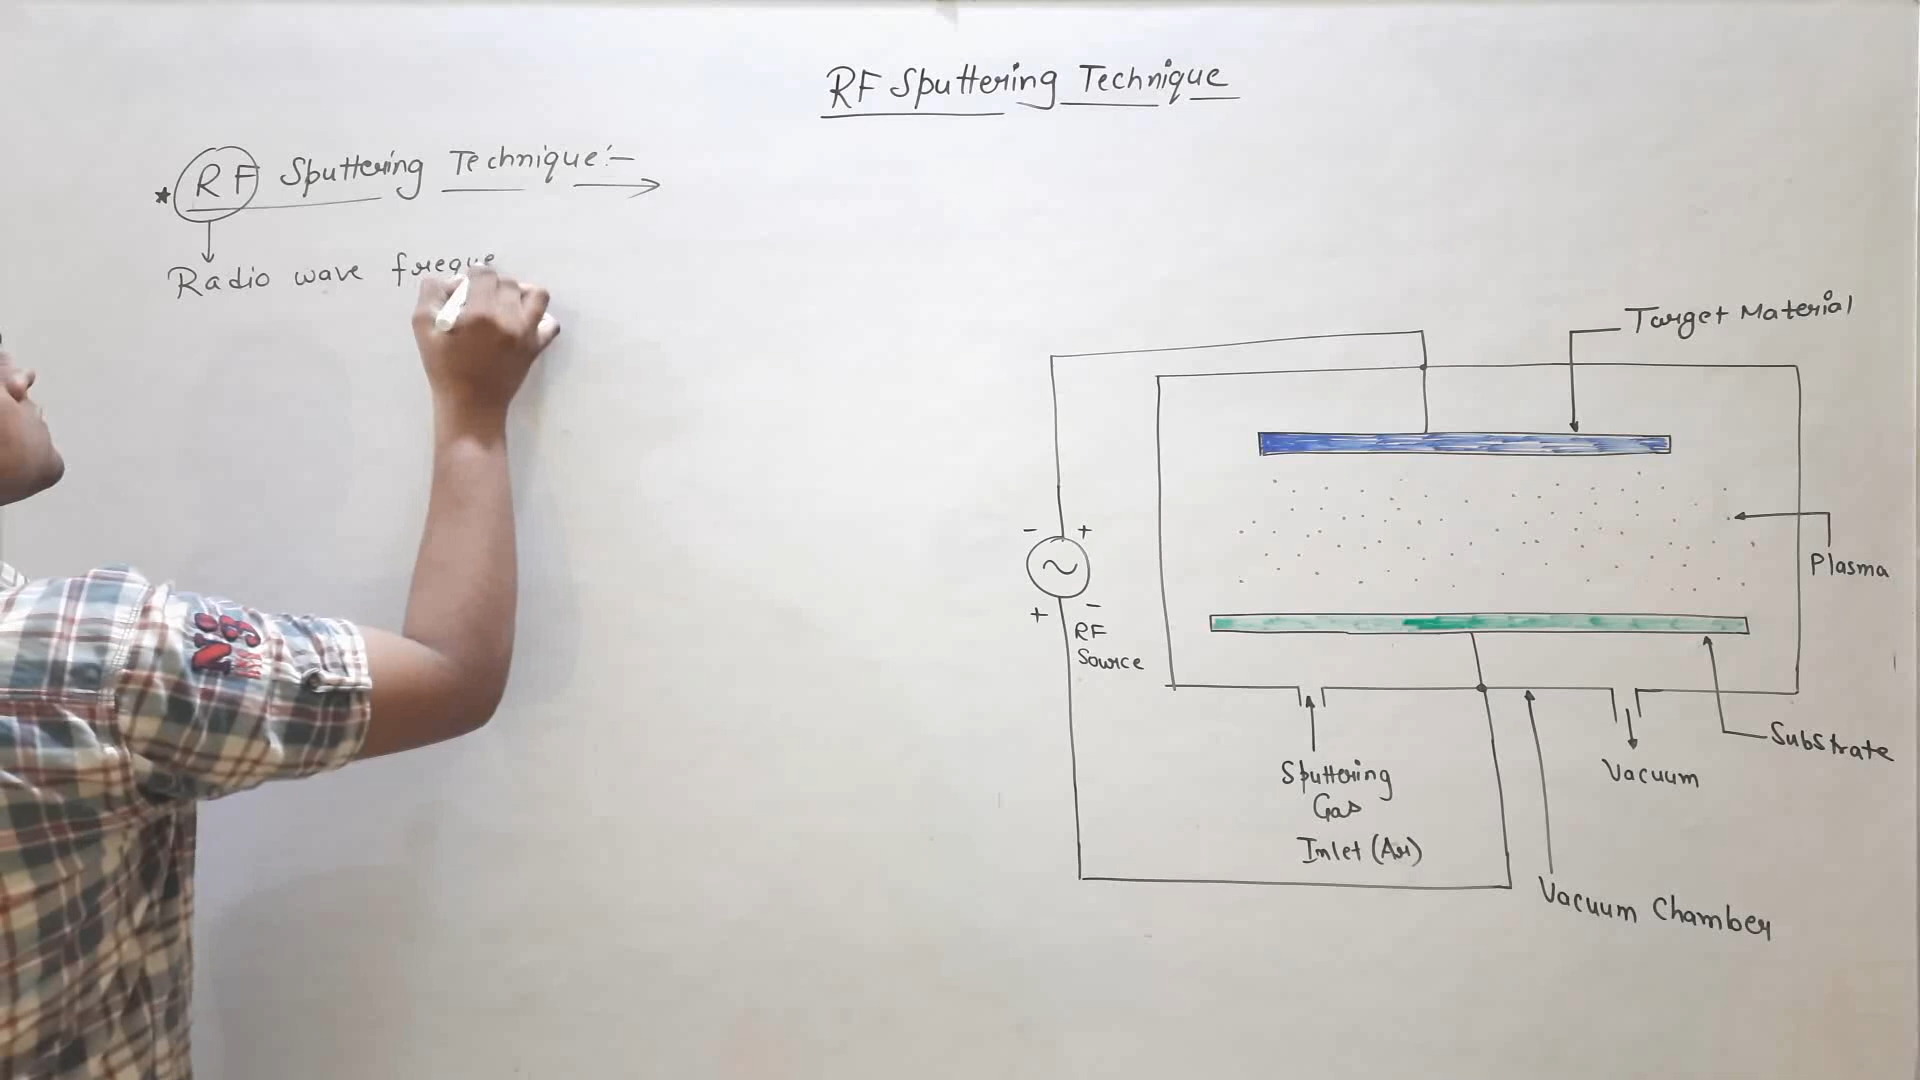 RF Sputtering Technique
★ RF Sputtering Technique:-
Radio wave freque
Target Material
- +
+ -
RF
Source
Plasma
Substrate
Sputtering
Gas
Inlet (Ar)
Vacuum
Vacuum Chamber